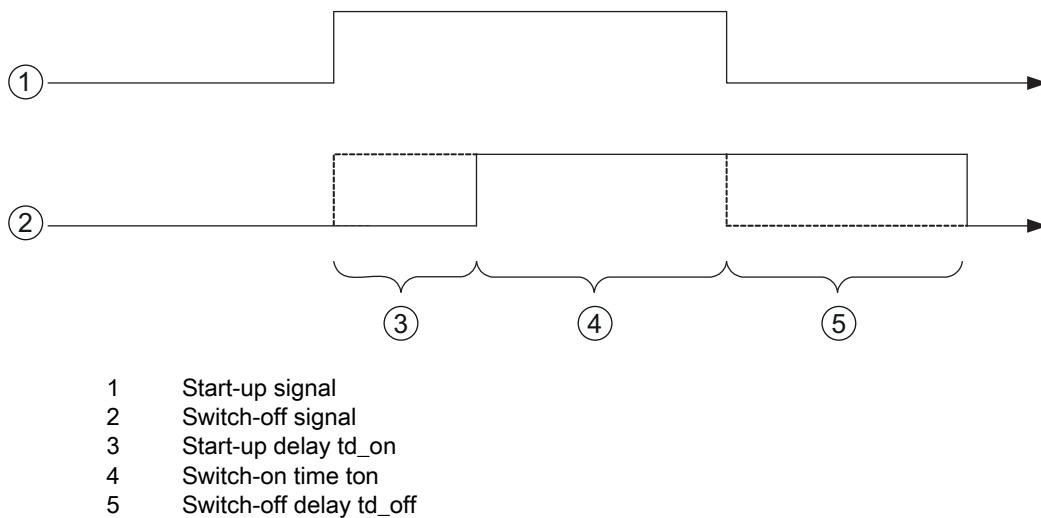 1
2
3 4 5
1 Start-up signal
2 Switch-off signal
3 Start-up delay td_on
4 Switch-on time ton
5 Switch-off delay td_off